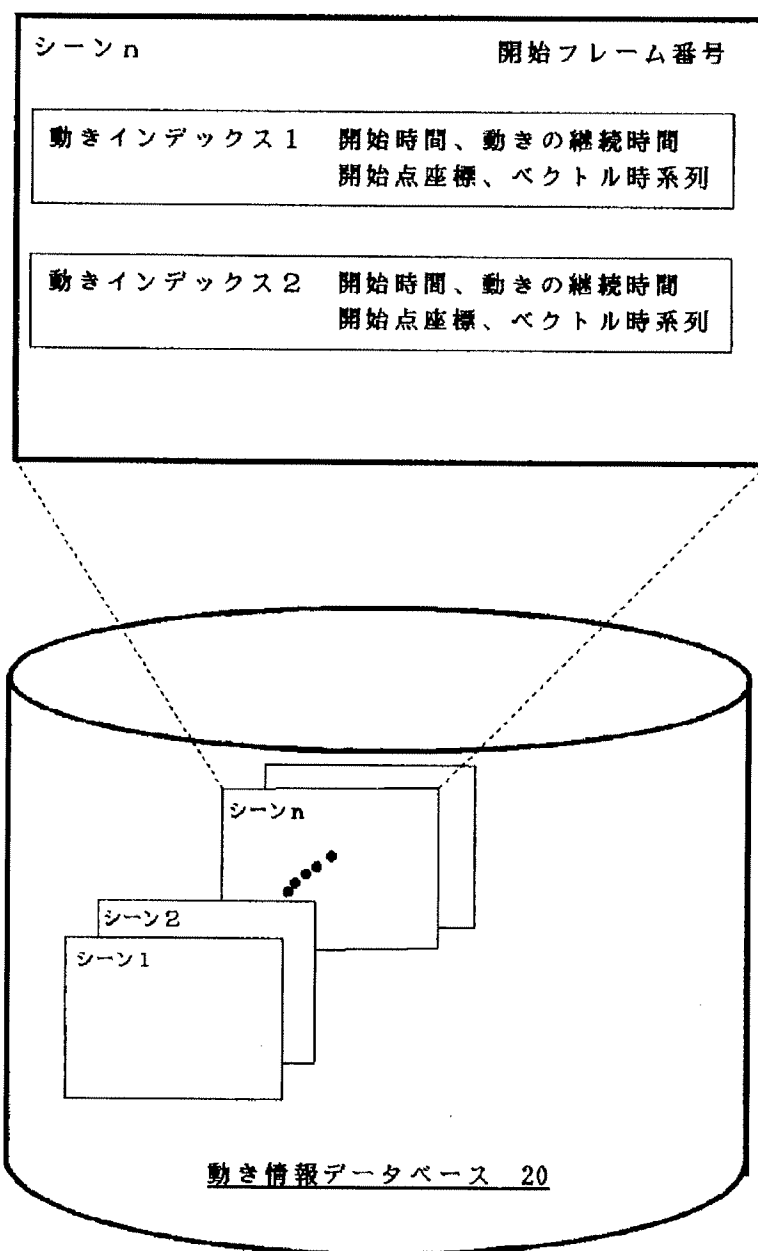 シーンn 開始フレーム番号
動きインデックス1 開始時間、動きの継続時間
開始点座標、ベクトル時系列
動きインデックス2 開始時間、動きの継続時間
開始点座標、ベクトル時系列
シーンn
シーン2
シーン1
動き情報データベース 20